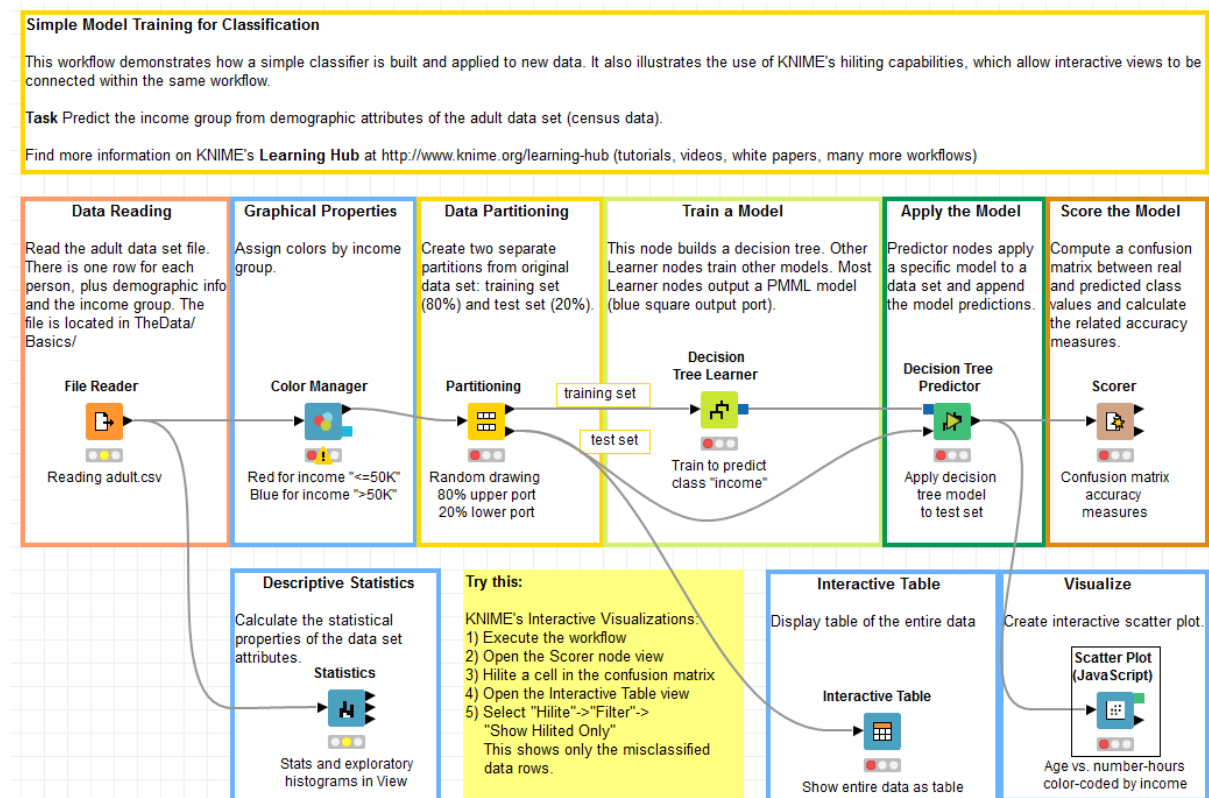 Simple Model Training for Classification
This workflow demonstrates how a simple classifier is built and applied to new data. It also illustrates the use of KNIME's hiliting capabilities, which allow interactive views to be
connected within the same workflow.
Task Predict the income group from demographic attributes of the adult data set (census data).
Find more information on KNIME's Learning Hub at http://www.knime.org/learning-hub (tutorials, videos, white papers, many more workflows)
Data Reading
Read the adult data set file.
There is one row for each
person, plus demographic info
and the income group. The
file is located in TheData/
Basics/
File Reader
Reading adult.csv
Graphical Properties
Assign colors by income
group.
Color Manager
Red for income "<=50K"
Blue for income ">50K"
Data Partitioning
Create two separate
partitions from original
data set: training set
(80%) and test set (20%).
Partitioning
Random drawing
80% upper port
20% lower port
training set
test set
Train a Model
This node builds a decision tree. Other
Learner nodes train other models. Most
Learner nodes output a PMML model
(blue square output port).
Decision
Tree Learner
Train to predict
class "income"
Apply the Model
Predictor nodes apply
a specific model to a
data set and append
the model predictions.
Decision Tree
Predictor
Apply decision
tree model
to test set
Score the Model
Compute a confusion
matrix between real
and predicted class
values and calculate
the related accuracy
measures.
Scorer
Confusion matrix
accuracy
measures
Descriptive Statistics
Calculate the statistical
properties of the data set
attributes.
Statistics
Stats and exploratory
histograms in View
Try this:
KNIME's Interactive Visualizations:
1) Execute the workflow
2) Open the Scorer node view
3) Hilite a cell in the confusion matrix
4) Open the Interactive Table view
5) Select "Hilite"->"Filter"->
"Show Hilited Only"
This shows only the misclassified
data rows.
Interactive Table
Display table of the entire data
Interactive Table
Show entire data as table
Visualize
Create interactive scatter plot.
Scatter Plot
(JavaScript)
Age vs. number-hours
color-coded by income